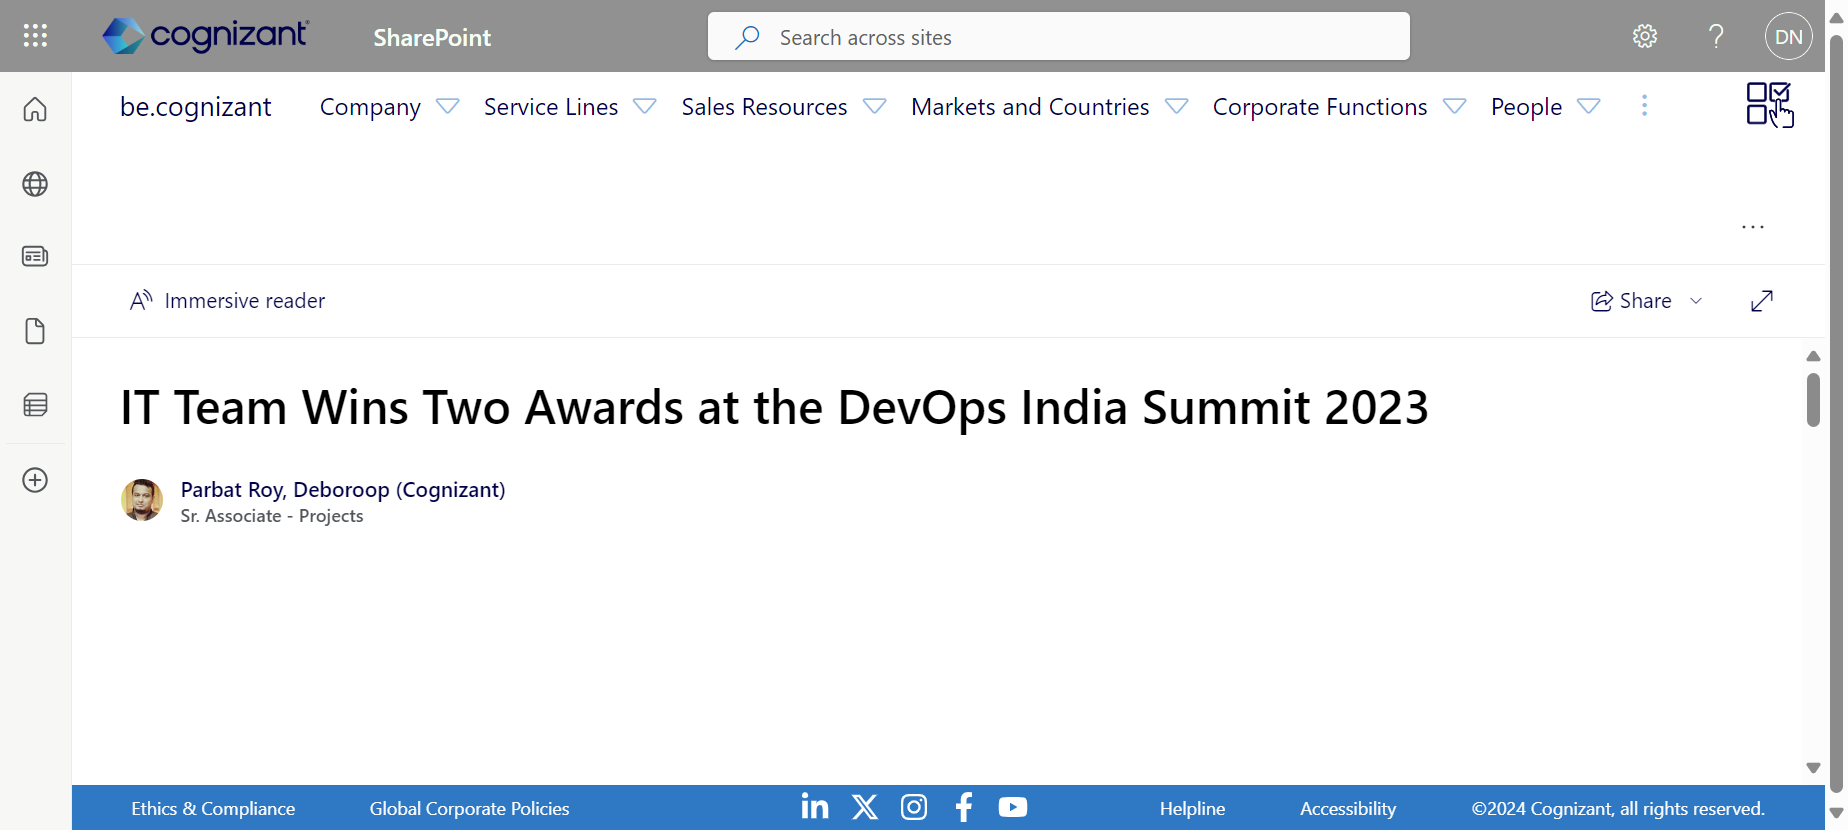 cognizant
SharePoint
Search across sites
DN
be.cognizant
Company
Service Lines
Sales Resources
Markets and Countries
Corporate Functions
People
Immersive reader
Share
IT Team Wins Two Awards at the DevOps India Summit 2023
Parbat Roy, Deboroop (Cognizant)
Sr. Associate - Projects
Ethics & Compliance
Global Corporate Policies
Helpline
Accessibility
©2024 Cognizant, all rights reserved.